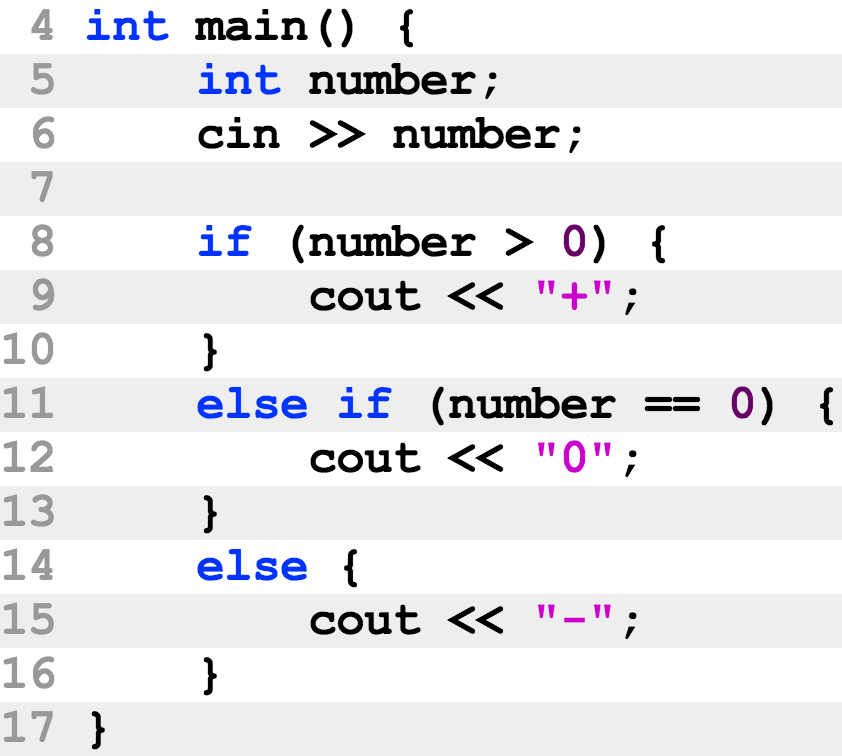 4 int main() {
5     int number;
6     cin >> number;
7
8     if (number > 0) {
9         cout << "+";
10     }
11     else if (number == 0) {
12         cout << "0";
13     }
14     else {
15         cout << "-";
16     }
17 }